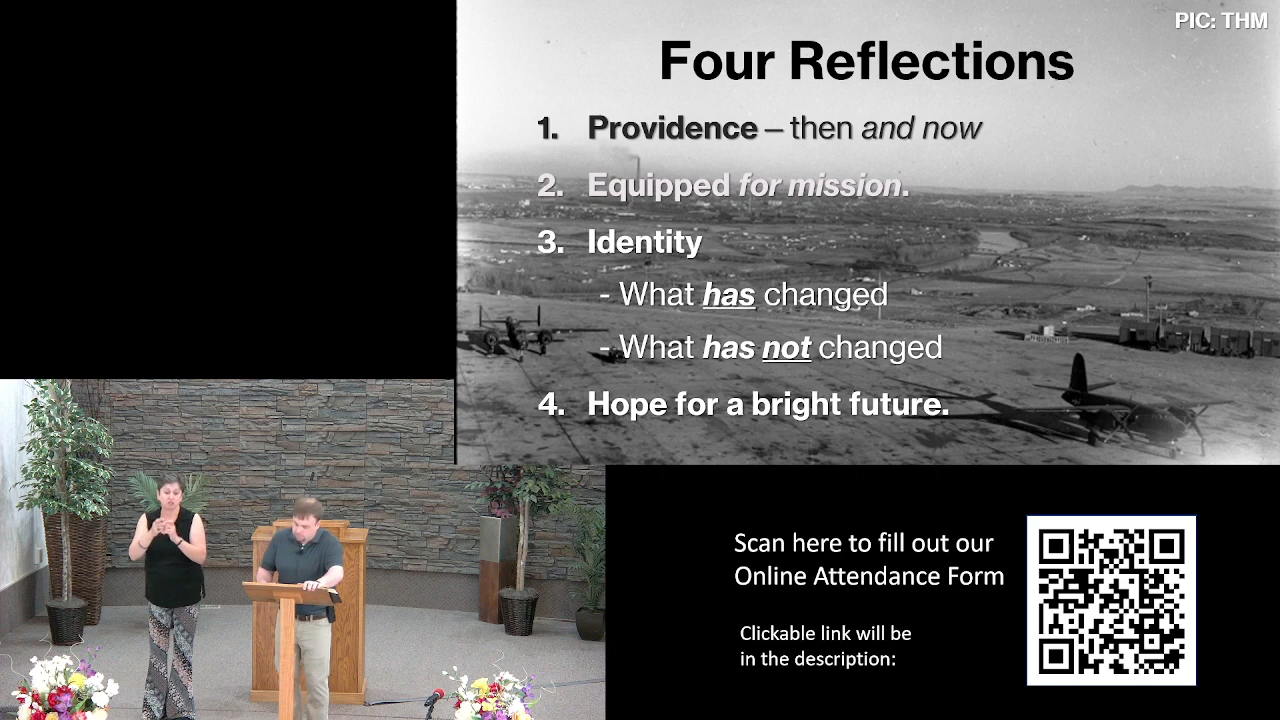 PIC: THM
Four Reflections
1. Providence – then and now
2. Equipped for mission.
3. Identity
- What has changed
- What has not changed
4. Hope for a bright future.
Scan here to fill out our
Online Attendance Form
Clickable link will be
in the description: